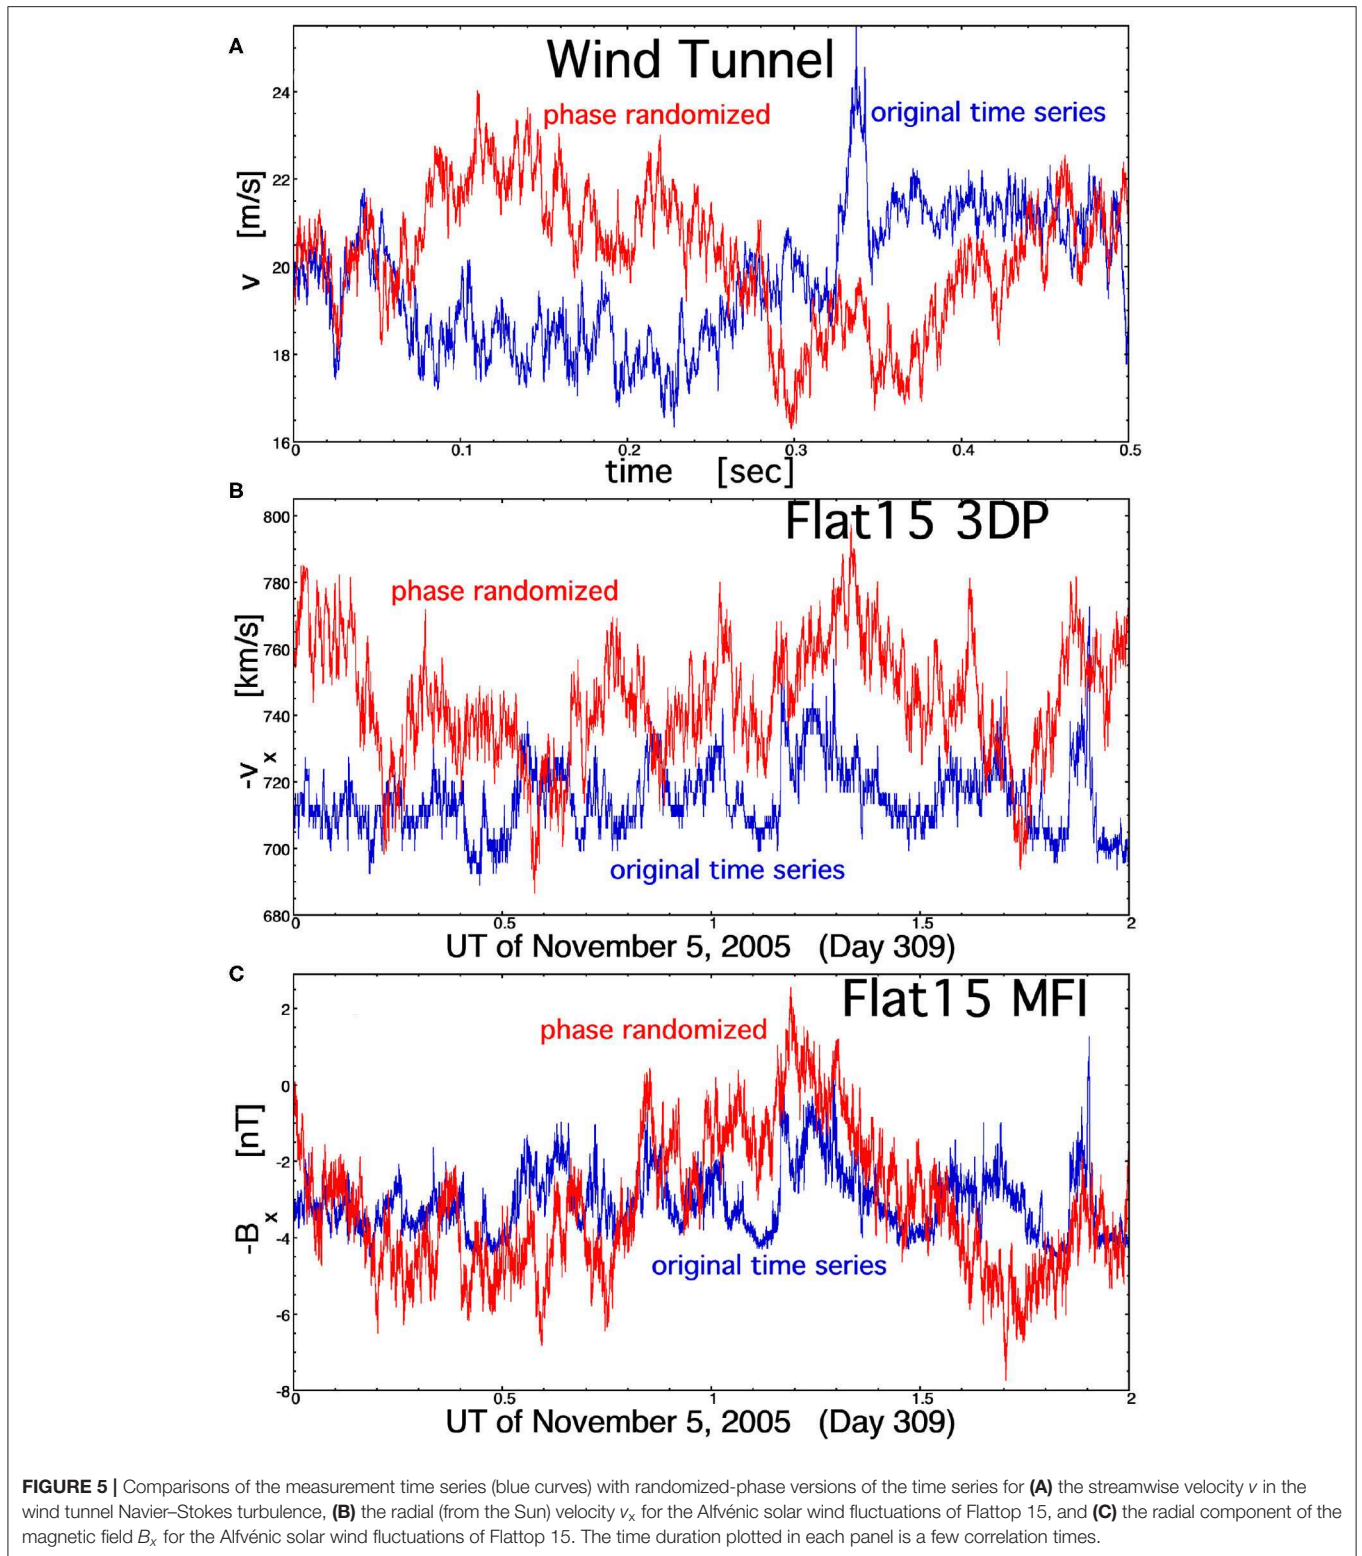 A
Wind Tunnel
phase randomized
original time series
24
22
20
18
16
v [m/s]
0 0.1 0.2 0.3 0.4 0.5
time [sec]
B
Flat15 3DP
phase randomized
original time series
800
780
760
740
720
700
680
-vx [km/s]
0 0.5 1 1.5 2
UT of November 5, 2005 (Day 309)
C
Flat15 MFI
phase randomized
original time series
2
0
-2
-4
-6
-8
-Bx [nT]
0 0.5 1 1.5 2
UT of November 5, 2005 (Day 309)
FIGURE 5 | Comparisons of the measurement time series (blue curves) with randomized-phase versions of the time series for (A) the streamwise velocity v in the
wind tunnel Navier–Stokes turbulence, (B) the radial (from the Sun) velocity vx for the Alfvénic solar wind fluctuations of Flattop 15, and (C) the radial component of the
magnetic field Bx for the Alfvénic solar wind fluctuations of Flattop 15. The time duration plotted in each panel is a few correlation times.